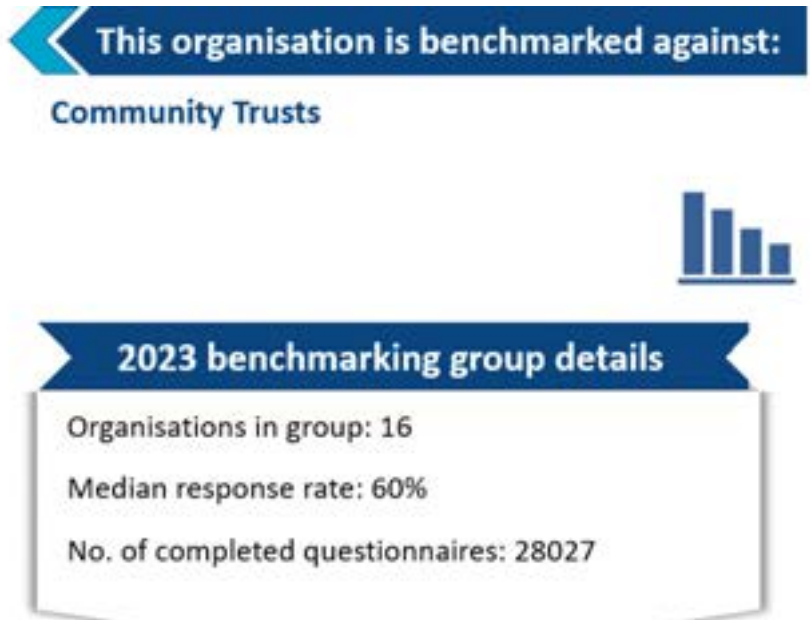 This organisation is benchmarked against:
Community Trusts
2023 benchmarking group details
Organisations in group: 16
Median response rate: 60%
No. of completed questionnaires: 28027